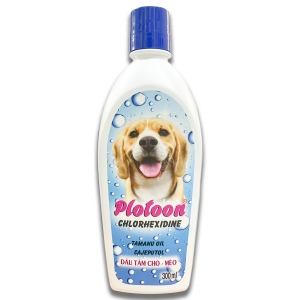 Plotoon
CHLORHEXIDINE
TAMANU OIL
CAJEPUTOL
DẦU TẮM CHÓ - MÈO
300ml